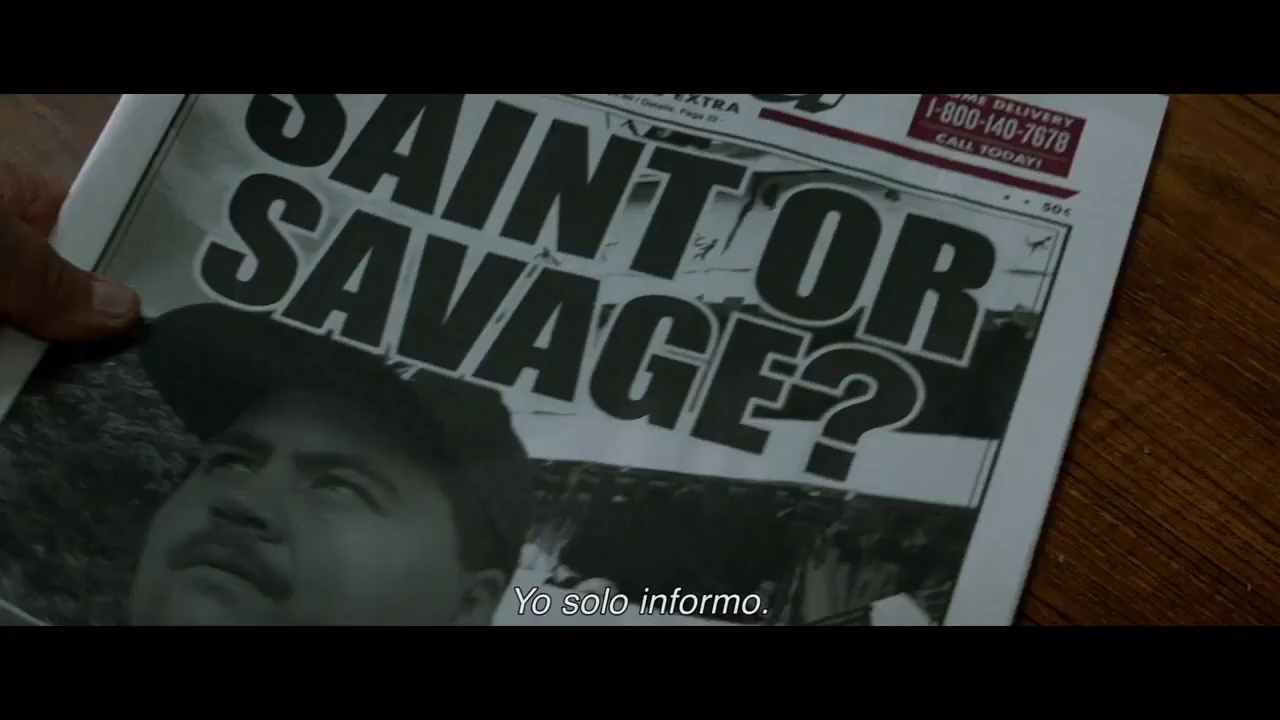 EXTRA
HOME DELIVERY
1-800-140-7678
CALL TODAY!
50¢
SAINT OR
SAVAGE?
Yo solo informo.